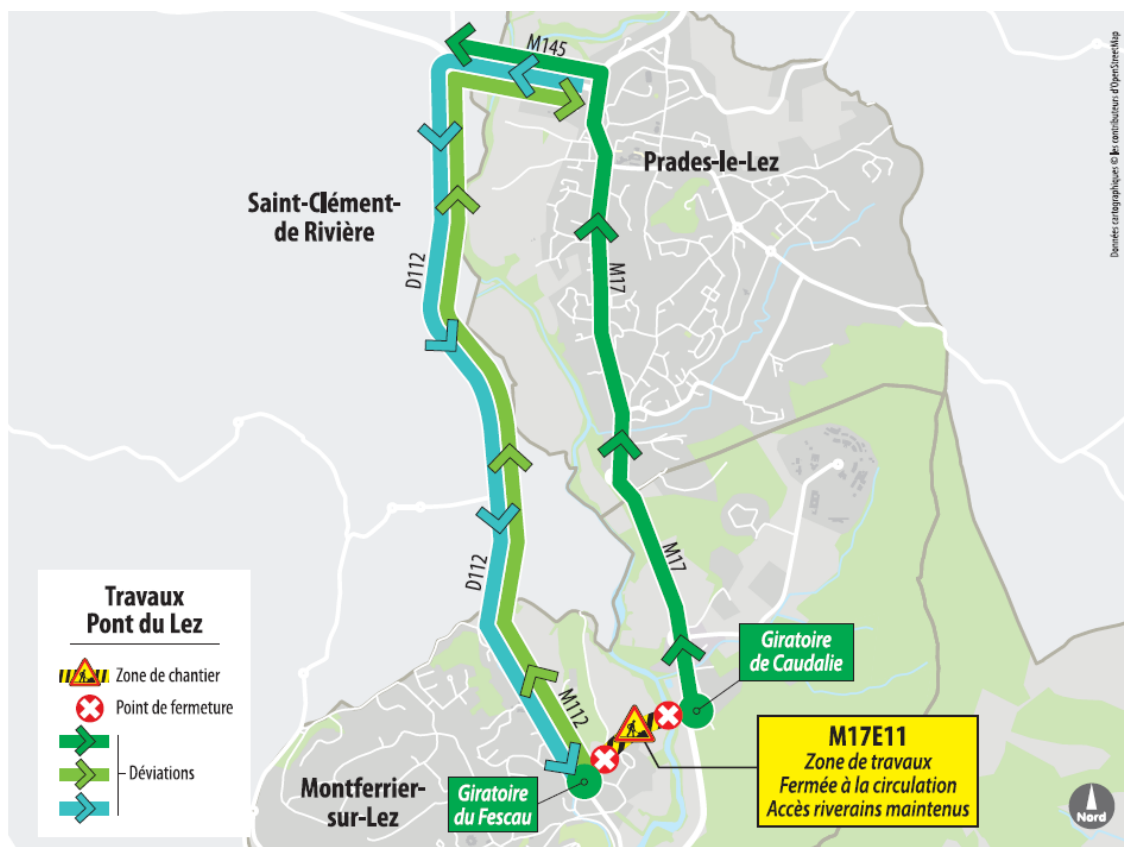 M145
Données cartographiques © les contributeurs d'OpenStreetMap
Prades-le-Lez
Saint-Clément-
de Rivière
D112
M17
D112
M17
Travaux
Pont du Lez
Zone de chantier
Point de fermeture
Déviations
Giratoire
de Caudalie
M112
M17E11
Zone de travaux
Fermée à la circulation
Accès riverains maintenus
Montferrier-
sur-Lez
Giratoire
du Fescau
Nord